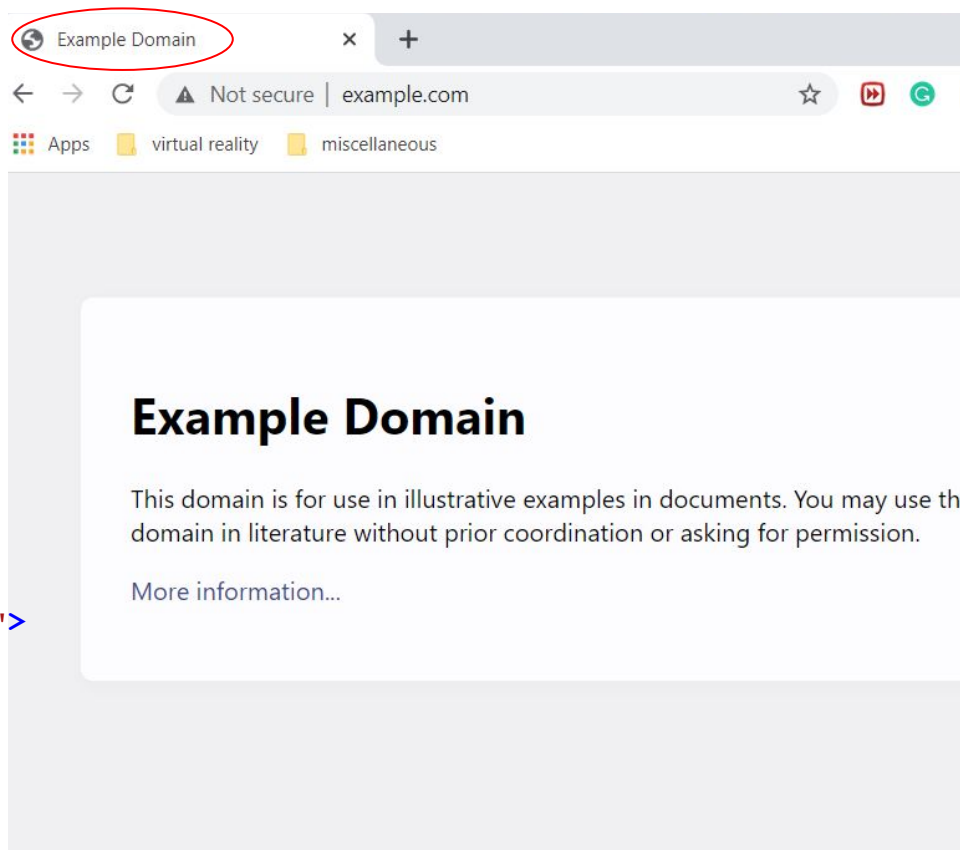 Example Domain
Not secure | example.com
Apps virtual reality miscellaneous
Example Domain
This domain is for use in illustrative examples in documents. You may use th
domain in literature without prior coordination or asking for permission.
More information...
">